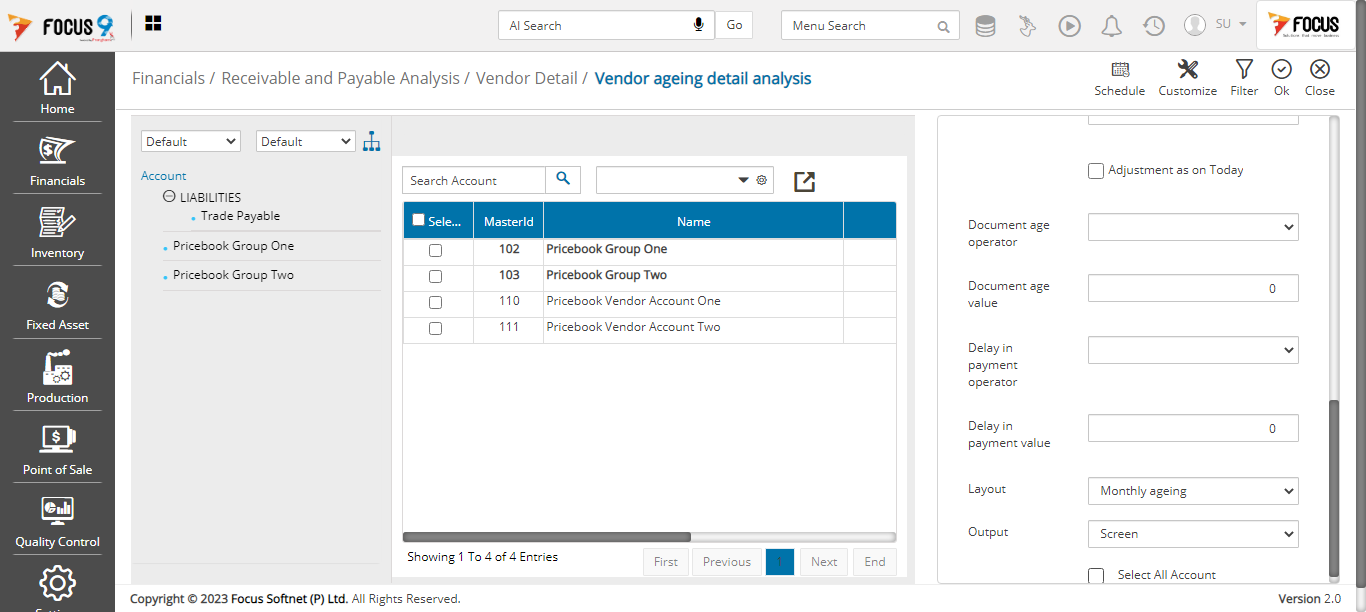 FOCUS 9
AI Search
Go
Menu Search
SU
FOCUS
Home
Financials
Inventory
Fixed Asset
Production
Point of Sale
Quality Control
Financials / Receivable and Payable Analysis / Vendor Detail / Vendor ageing detail analysis
Schedule
Customize
Filter
Ok
Close
Default
Default
Account
LIABILITIES
Trade Payable
Pricebook Group One
Pricebook Group Two
Search Account
Sele... MasterId Name
102 Pricebook Group One
103 Pricebook Group Two
110 Pricebook Vendor Account One
111 Pricebook Vendor Account Two
Showing 1 To 4 of 4 Entries
First
Previous
1
Next
End
Adjustment as on Today
Document age
operator
Document age
value
0
Delay in
payment
operator
Delay in
payment value
0
Layout
Monthly ageing
Output
Screen
Select All Account
Copyright © 2023 Focus Softnet (P) Ltd. All Rights Reserved.
Version 2.0